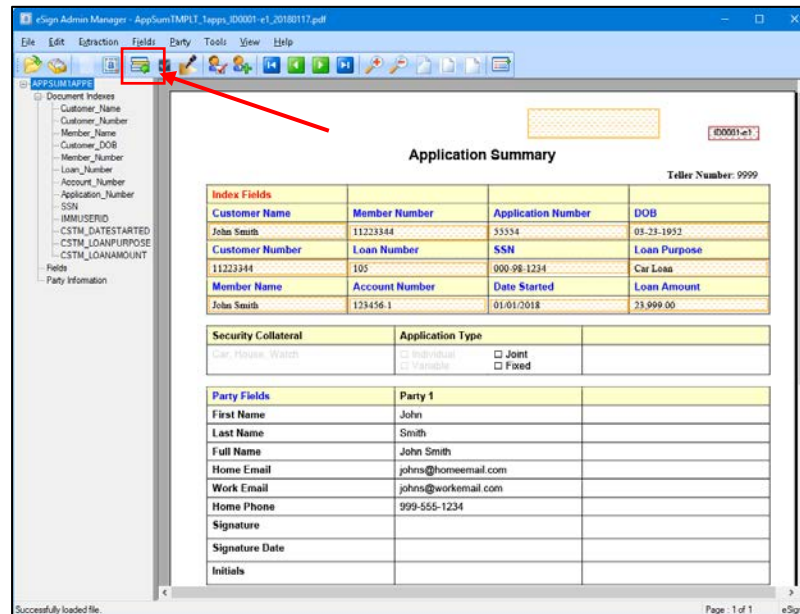 eSign Admin Manager - AppSumTMPLT_1apps_ID0001-e1_20180117.pdf
File Edit Extraction Fields Party Tools View Help
APPSUM1APPE
Document Indexes
Customer_Name
Customer_Number
Member_Name
Customer_DOB
Member_Number
Loan_Number
Account_Number
Application_Number
SSN
IMMUSERID
CSTM_DATESTARTED
CSTM_LOANPURPOSE
CSTM_LOANAMOUNT
Fields
Party Information
ID0001-e1
Application Summary
Teller Number: 9999
Index Fields
Customer Name Member Number Application Number DOB
John Smith 11223344 55554 03-23-1952
Customer Number Loan Number SSN Loan Purpose
11223344 105 000-98-1234 Car Loan
Member Name Account Number Date Started Loan Amount
John Smith 123456-1 01/01/2018 23,999.00
Security Collateral Application Type
Car, House, Watch Individual Joint
Variable Fixed
Party Fields Party 1
First Name John
Last Name Smith
Full Name John Smith
Home Email johns@homeemail.com
Work Email johns@workemail.com
Home Phone 999-555-1234
Signature
Signature Date
Initials
Successfully loaded file. Page : 1 of 1 eSign